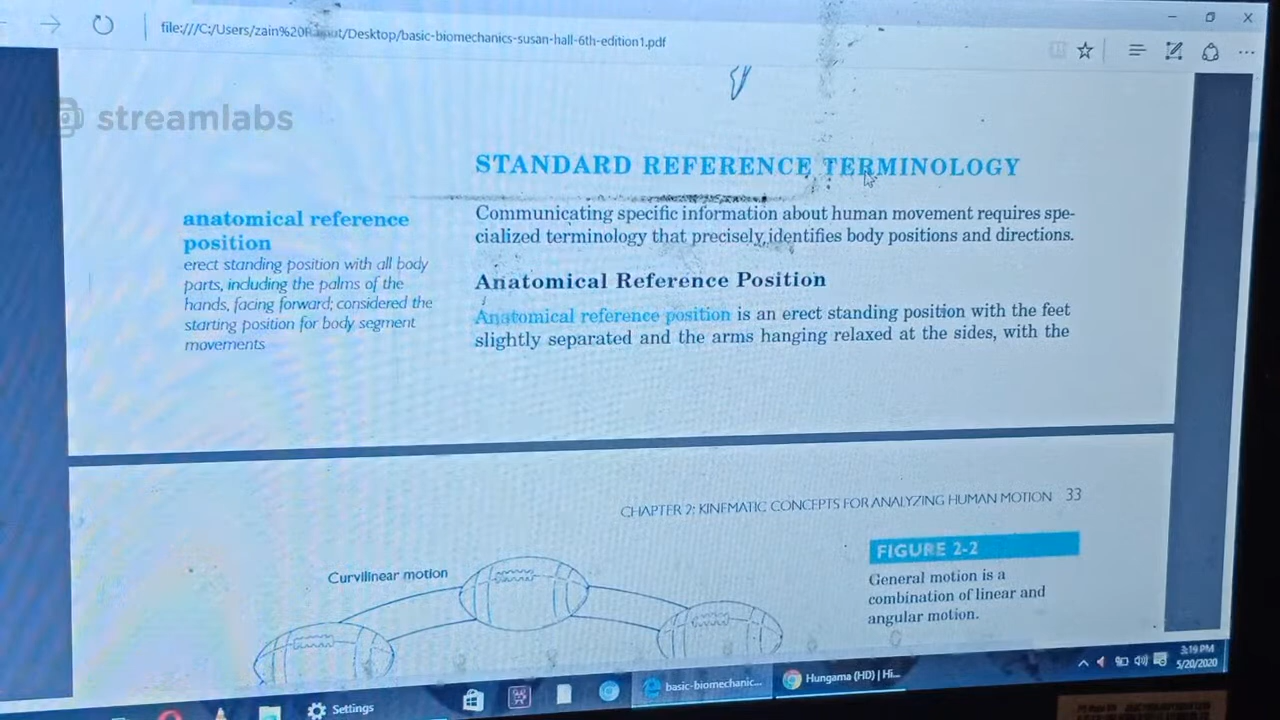 file:///C:/Users/zain%20Rajput/Desktop/basic-biomechanics-susan-hall-6th-edition1.pdf
streamlabs
STANDARD REFERENCE TERMINOLOGY
anatomical reference
position
erect standing position with all body
parts, including the palms of the
hands, facing forward; considered the
starting position for body segment
movements
Communicating specific information about human movement requires spe-
cialized terminology that precisely identifies body positions and directions.
Anatomical Reference Position
Anatomical reference position is an erect standing position with the feet
slightly separated and the arms hanging relaxed at the sides, with the
CHAPTER 2: KINEMATIC CONCEPTS FOR ANALYZING HUMAN MOTION 33
Curvilinear motion
FIGURE 2-2
General motion is a
combination of linear and
angular motion.
Settings
basic-biomechanic...
Hungama (HD) | Hi...
3:19 PM
5/20/2020